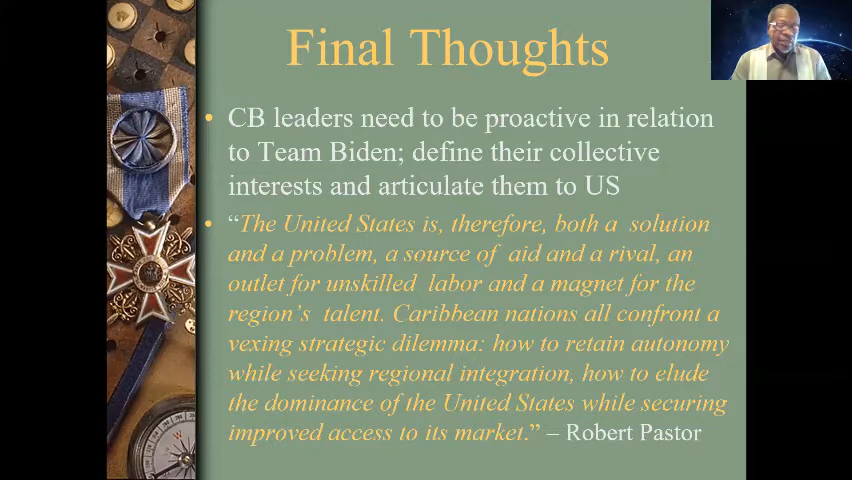 Final Thoughts
• CB leaders need to be proactive in relation
to Team Biden; define their collective
interests and articulate them to US
• “The United States is, therefore, both a solution
and a problem, a source of aid and a rival, an
outlet for unskilled labor and a magnet for the
region’s talent. Caribbean nations all confront a
vexing strategic dilemma: how to retain autonomy
while seeking regional integration, how to elude
the dominance of the United States while securing
improved access to its market.” – Robert Pastor